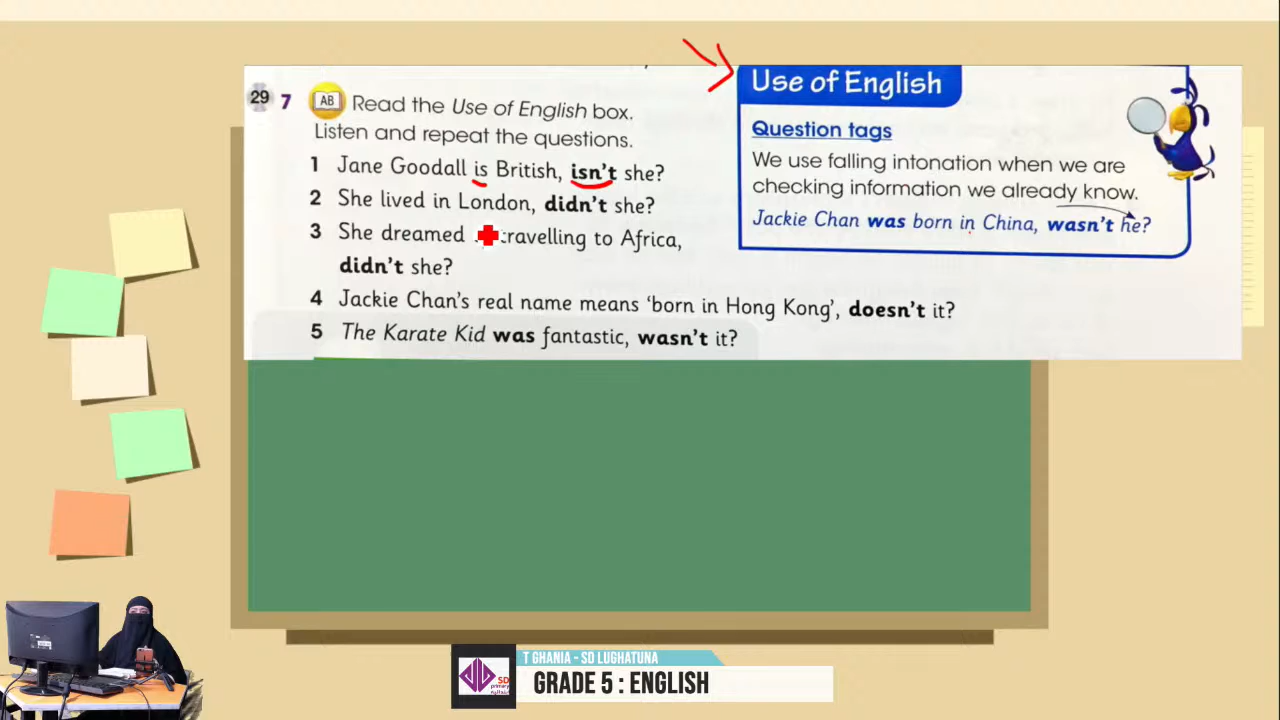 29 7 AB Read the Use of English box.
Listen and repeat the questions.
1 Jane Goodall is British, isn't she?
2 She lived in London, didn't she?
3 She dreamed travelling to Africa,
didn't she?
4 Jackie Chan's real name means 'born in Hong Kong', doesn't it?
5 The Karate Kid was fantastic, wasn't it?
Use of English
Question tags
We use falling intonation when we are
checking information we already know.
Jackie Chan was born in China, wasn't he?
T GHANIA - SD LUGHATUNA
SD
primary
GRADE 5 : ENGLISH